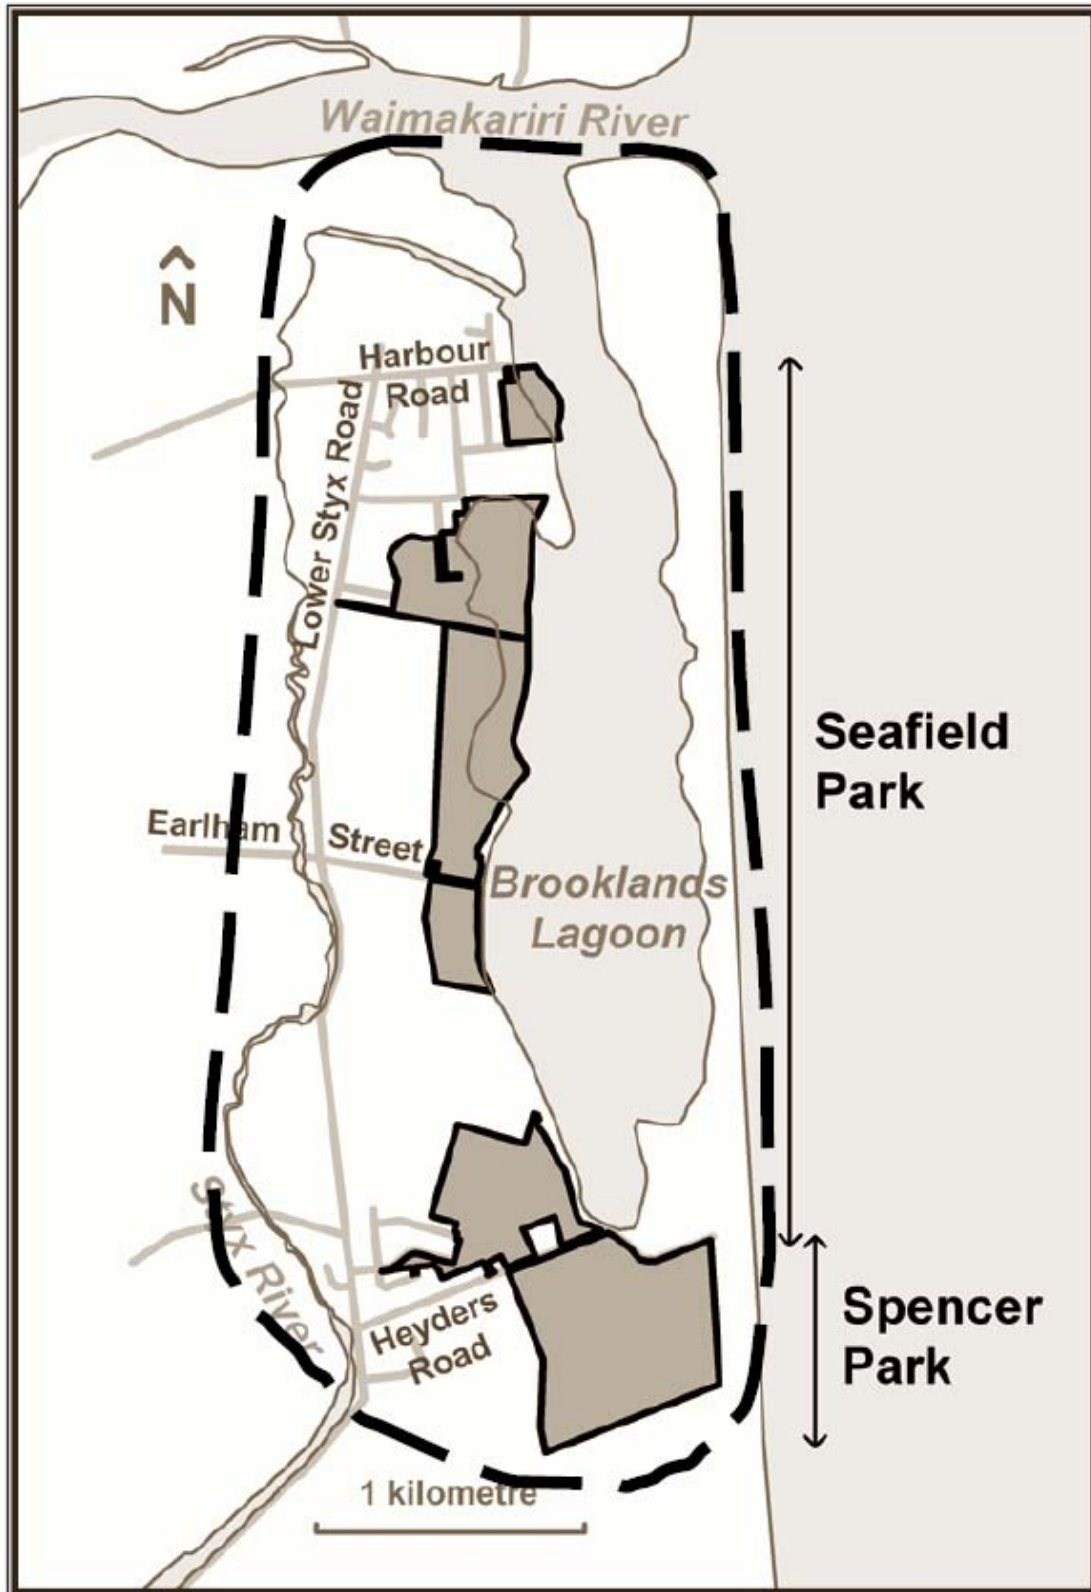 Waimakariri River
N
Harbour
Road
Lower Styx Road
Seafield
Park
Earlham Street
Brooklands
Lagoon
Styx River
Heyders
Road
Spencer
Park
1 kilometre